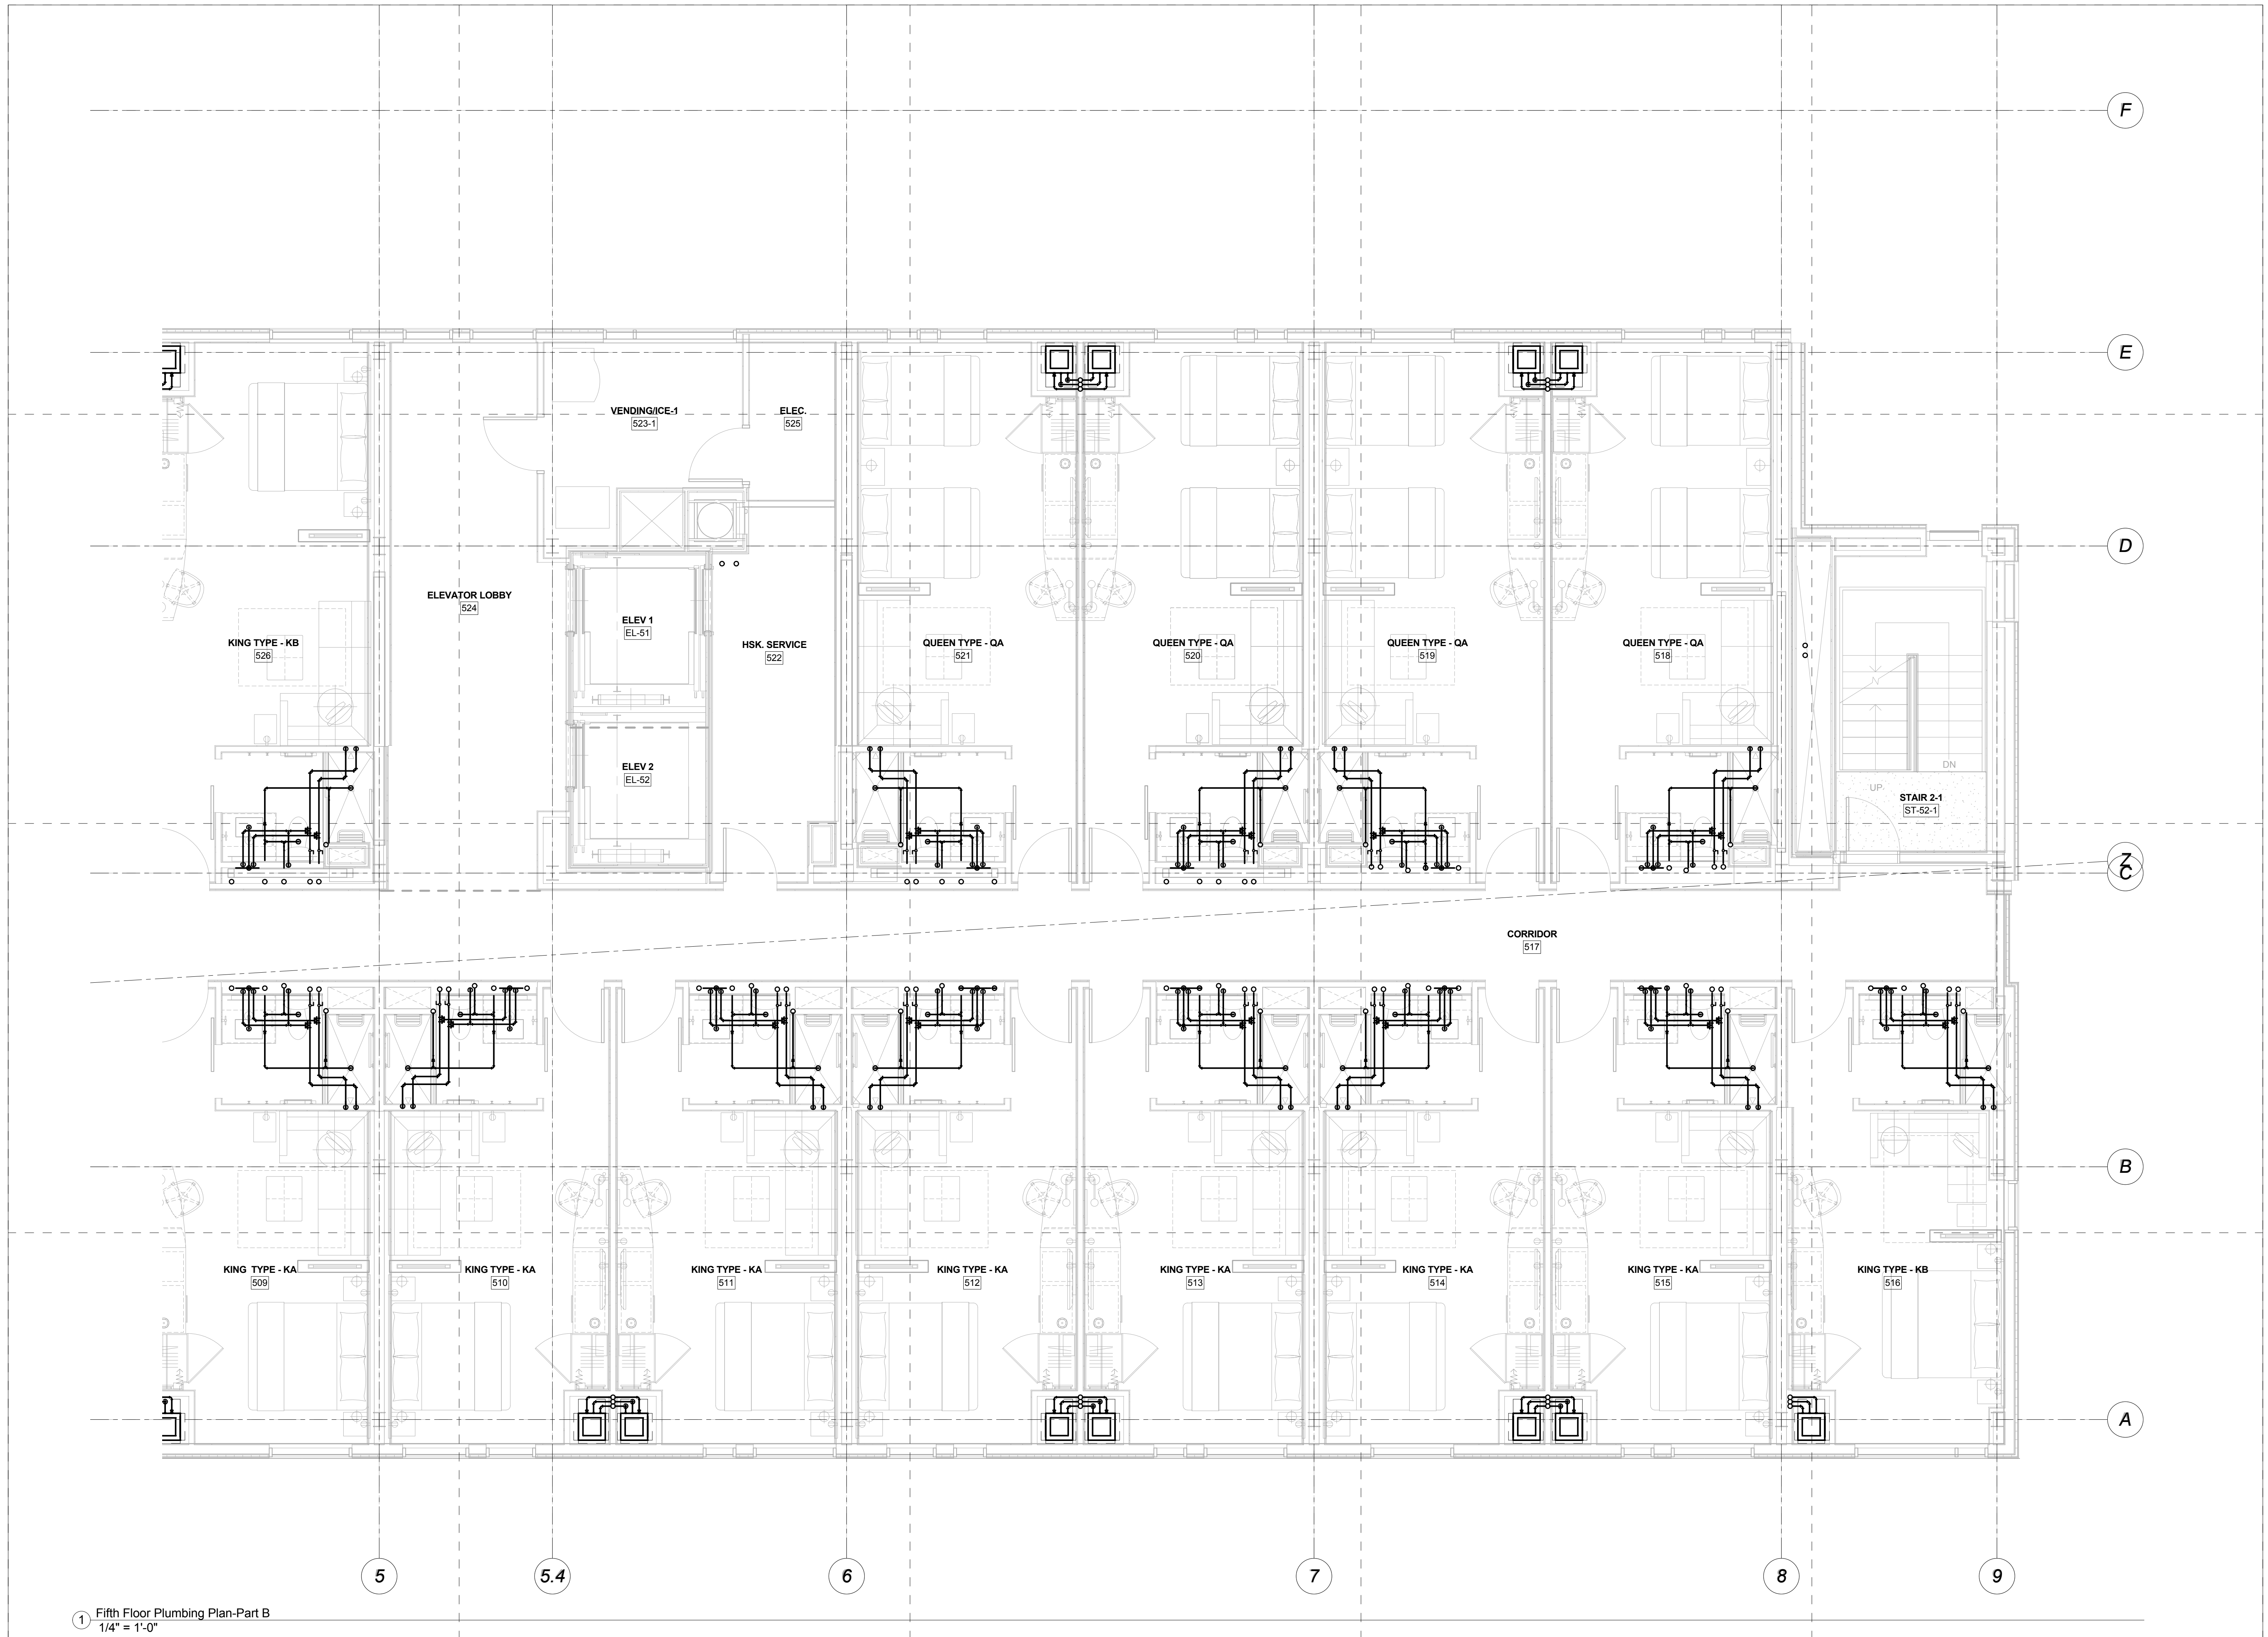 F
E
VENDING/ICE-1
523-1
ELEC.
525
D
ELEVATOR LOBBY
524
ELEV 1
EL-51
KING TYPE - KB
526
HSK. SERVICE
522
QUEEN TYPE - QA
521
QUEEN TYPE - QA
520
QUEEN TYPE - QA
519
QUEEN TYPE - QA
518
ELEV 2
EL-52
DN
UP
STAIR 2-1
ST-52-1
Z
C
CORRIDOR
517
B
KING TYPE - KA
509
KING TYPE - KA
510
KING TYPE - KA
511
KING TYPE - KA
512
KING TYPE - KA
513
KING TYPE - KA
514
KING TYPE - KA
515
KING TYPE - KB
516
A
5
5.4
6
7
8
9
1
Fifth Floor Plumbing Plan-Part B
1/4" = 1'-0"